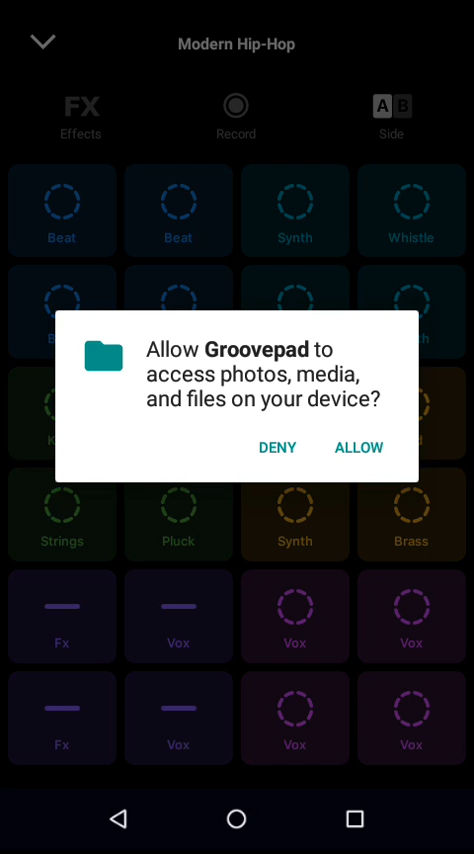 Modern Hip-Hop
FX
A B
Effects
Record
Side
Beat
Beat
Synth
Whistle
Allow Groovepad to
access photos, media,
and files on your device?
DENY
ALLOW
Strings
Pluck
Synth
Brass
Fx
Vox
Vox
Vox
Fx
Vox
Vox
Vox